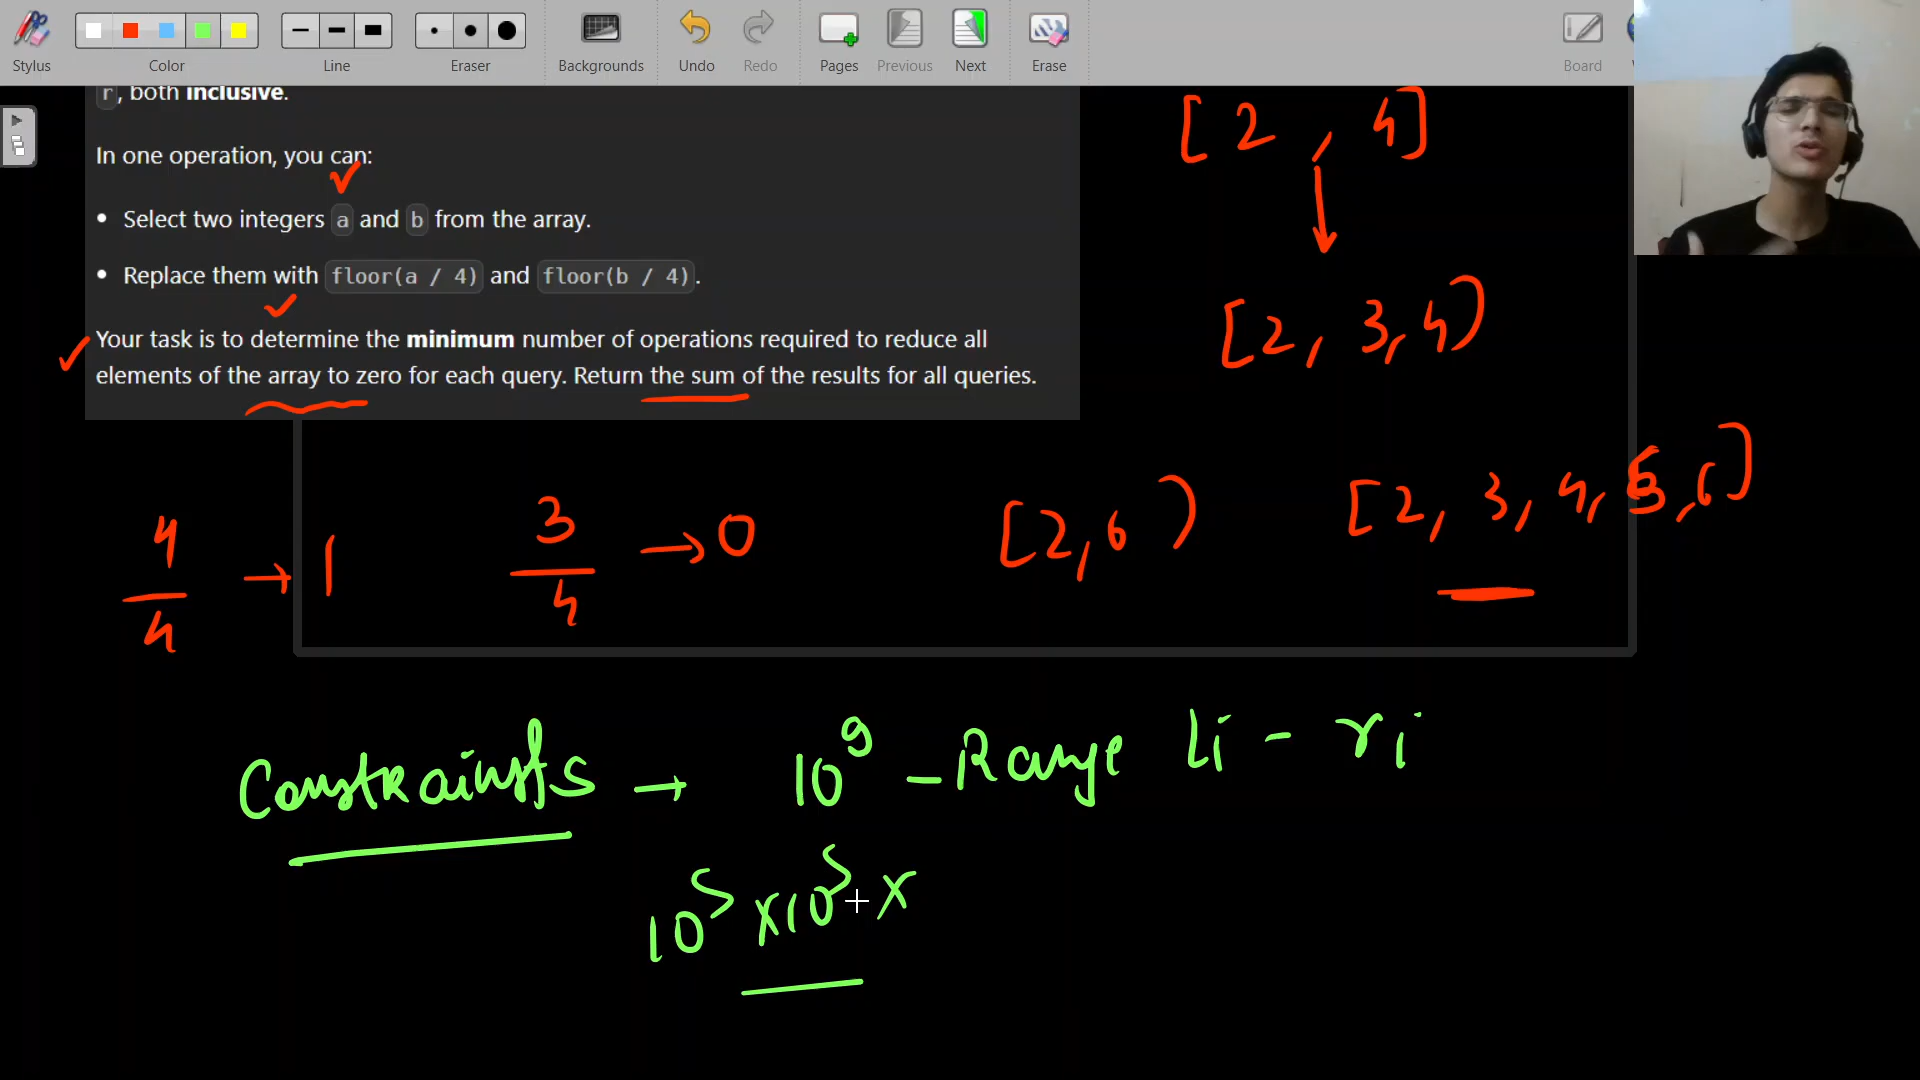 Stylus Color Line Eraser Backgrounds Undo Redo Pages Previous Next Erase Board
r, both inclusive.
In one operation, you can:
• Select two integers a and b from the array.
• Replace them with floor(a / 4) and floor(b / 4).
Your task is to determine the minimum number of operations required to reduce all
elements of the array to zero for each query. Return the sum of the results for all queries.
[2, 4]
[2, 3, 4)
4/4 → 1
3/4 → 0
[2,6)
[2, 3, 4, 5, 6]
Constraints → 10^9 - Range Li - ri
10^5 x10^5 x